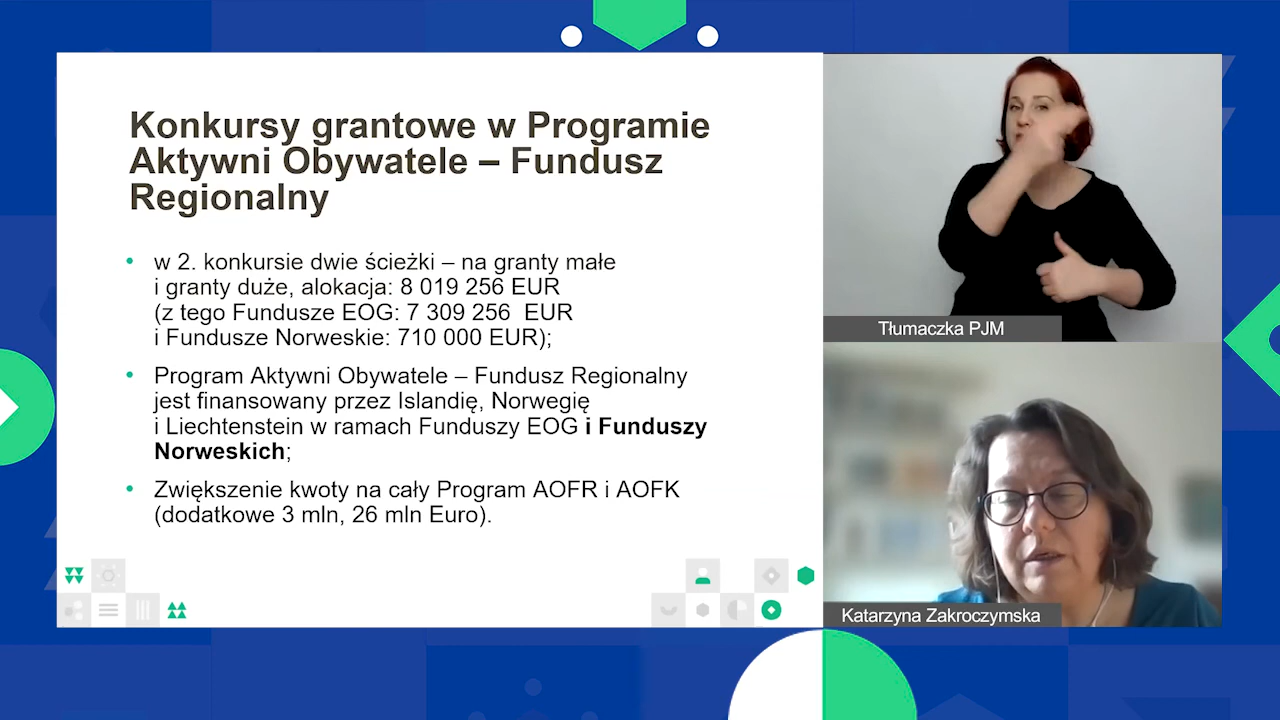 Konkursy grantowe w Programie
Aktywni Obywatele – Fundusz
Regionalny
• w 2. konkursie dwie ścieżki – na granty małe
i granty duże, alokacja: 8 019 256 EUR
(z tego Fundusze EOG: 7 309 256 EUR
i Fundusze Norweskie: 710 000 EUR);
• Program Aktywni Obywatele – Fundusz Regionalny
jest finansowany przez Islandię, Norwegię
i Liechtenstein w ramach Funduszy EOG i Funduszy
Norweskich;
• Zwiększenie kwoty na cały Program AOFR i AOFK
(dodatkowe 3 mln, 26 mln Euro).
Tłumaczka PJM
Katarzyna Zakroczymska